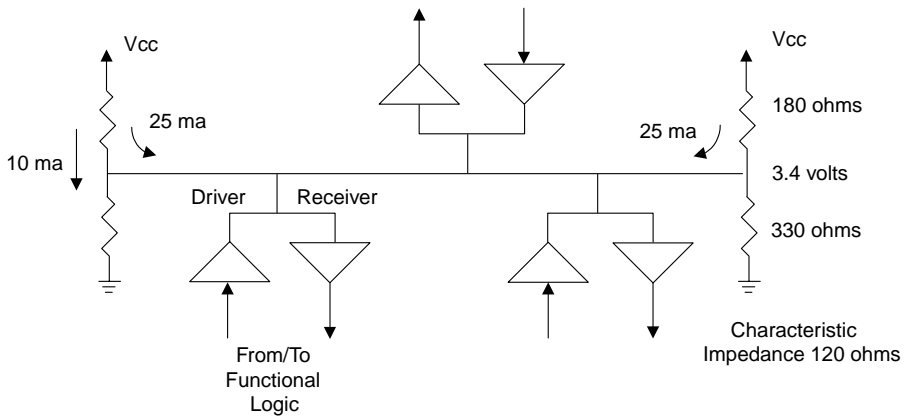 Vcc
Vcc
25 ma
10 ma
180 ohms
25 ma
3.4 volts
Driver
Receiver
330 ohms
From/To
Functional
Logic
Characteristic
Impedance 120 ohms